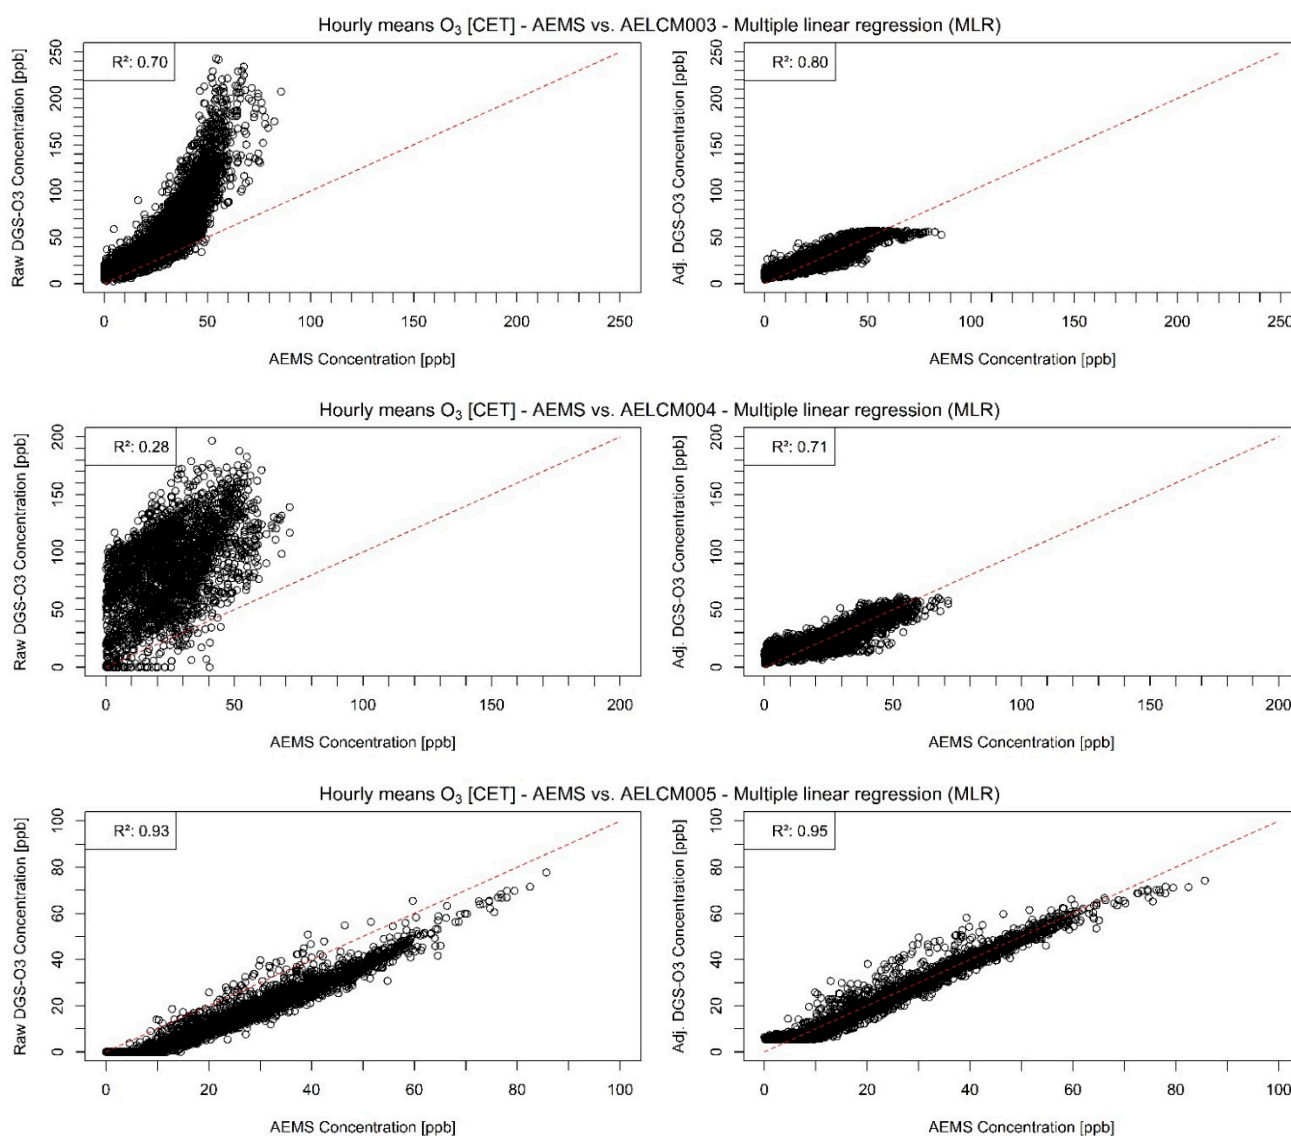 Hourly means O₃ [CET] - AEMS vs. AELCM003 - Multiple linear regression (MLR)
Raw DGS-O3 Concentration [ppb]
0 50 100 150 200 250
R²: 0.70
0 50 100 150 200 250
AEMS Concentration [ppb]
Adj. DGS-O3 Concentration [ppb]
0 50 100 150 200 250
R²: 0.80
0 50 100 150 200 250
AEMS Concentration [ppb]
Hourly means O₃ [CET] - AEMS vs. AELCM004 - Multiple linear regression (MLR)
Raw DGS-O3 Concentration [ppb]
0 50 100 150 200
R²: 0.28
0 50 100 150 200
AEMS Concentration [ppb]
Adj. DGS-O3 Concentration [ppb]
0 50 100 150 200
R²: 0.71
0 50 100 150 200
AEMS Concentration [ppb]
Hourly means O₃ [CET] - AEMS vs. AELCM005 - Multiple linear regression (MLR)
Raw DGS-O3 Concentration [ppb]
0 20 40 60 80 100
R²: 0.93
0 20 40 60 80 100
AEMS Concentration [ppb]
Adj. DGS-O3 Concentration [ppb]
0 20 40 60 80 100
R²: 0.95
0 20 40 60 80 100
AEMS Concentration [ppb]